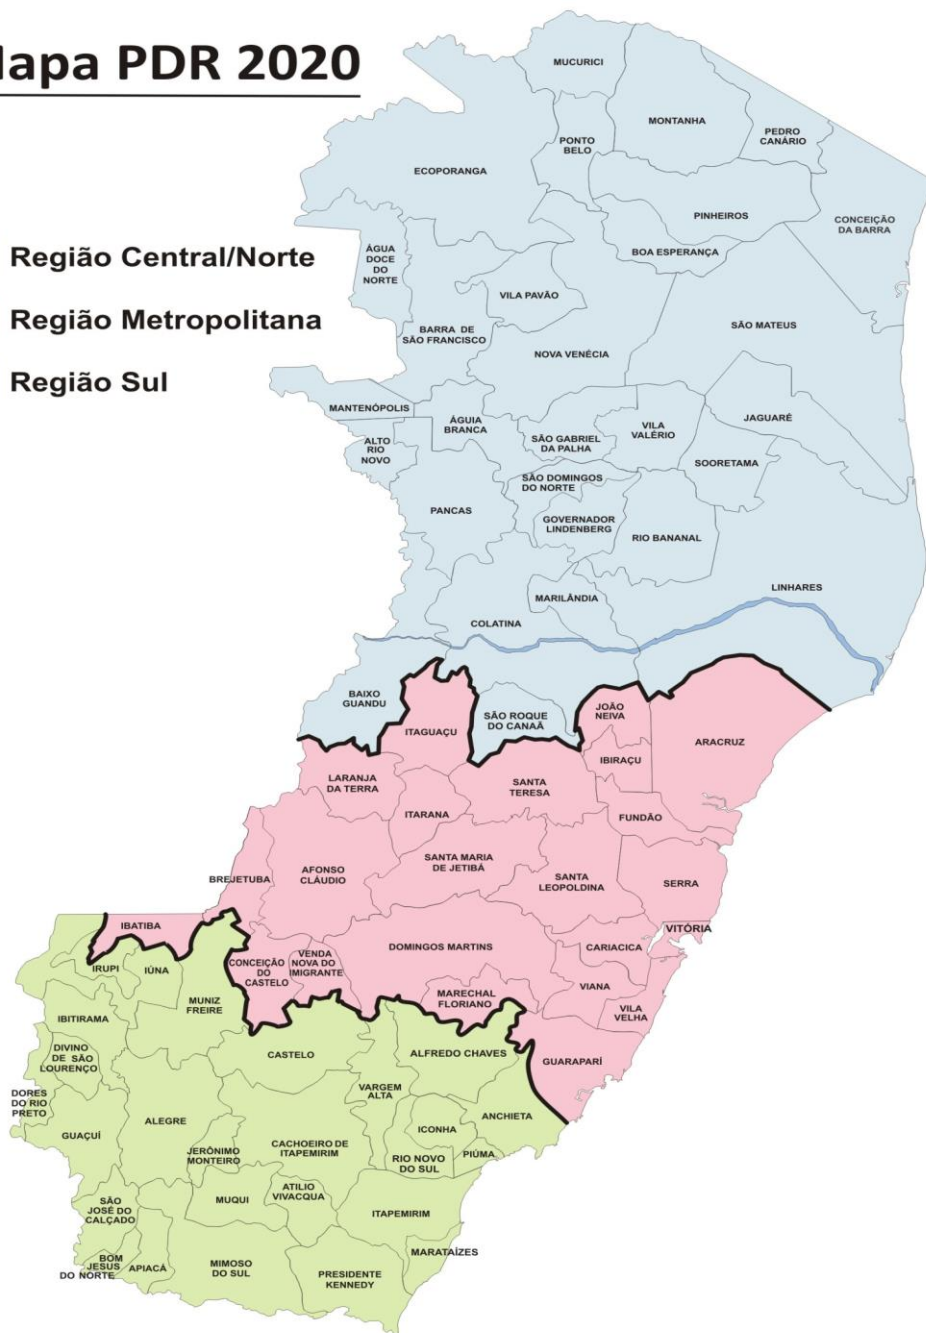 lapa PDR 2020
Região Central/Norte
Região Metropolitana
Região Sul
MUCURICI
MONTANHA
PEDRO
CANÁRIO
PONTO
BELO
ECOPORANGA
PINHEIROS
CONCEIÇÃO
DA BARRA
ÁGUA
DOCE
DO
NORTE
BOA ESPERANÇA
VILA PAVÃO
BARRA DE
SÃO FRANCISCO
SÃO MATEUS
NOVA VENÉCIA
MANTENÓPOLIS
ÁGUIA
BRANCA
JAGUARÉ
VILA
VALÉRIO
SÃO GABRIEL
DA PALHA
ALTO
RIO
NOVO
SOORETAMA
SÃO DOMINGOS
DO NORTE
PANCAS
GOVERNADOR
LINDENBERG
RIO BANANAL
LINHARES
MARILÂNDIA
COLATINA
BAIXO
GUANDU
SÃO ROQUE
DO CANAÃ
JOÃO
NEIVA
ITAGUAÇU
ARACRUZ
IBIRAÇU
LARANJA
DA TERRA
SANTA
TERESA
ITARANA
FUNDÃO
SANTA MARIA
DE JETIBÁ
AFONSO
CLÁUDIO
BREJETUBA
SANTA
LEOPOLDINA
SERRA
IBATIBA
VITÓRIA
DOMINGOS MARTINS
CARIACICA
VENDA
NOVA DO
IMIGRANTE
CONCEIÇÃO
DO
CASTELO
IRUPI
IÚNA
VIANA
MARECHAL
FLORIANO
MUNIZ
FREIRE
VILA
VELHA
IBITIRAMA
DIVINO
DE SÃO
LOURENÇO
CASTELO
ALFREDO CHAVES
GUARAPARÍ
VARGEM
ALTA
DORES
DO RIO
PRETO
ANCHIETA
ALEGRE
ICONHA
GUAÇUÍ
JERÔNIMO
MONTEIRO
CACHOEIRO DE
ITAPEMIRIM
RIO NOVO
DO SUL
PIÚMA
ATILIO
VIVACQUA
MUQUI
SÃO
JOSÉ DO
CALÇADO
ITAPEMIRIM
MARATAÍZES
BOM
JESUS
DO NORTE
APIACÁ
MIMOSO
DO SUL
PRESIDENTE
KENNEDY